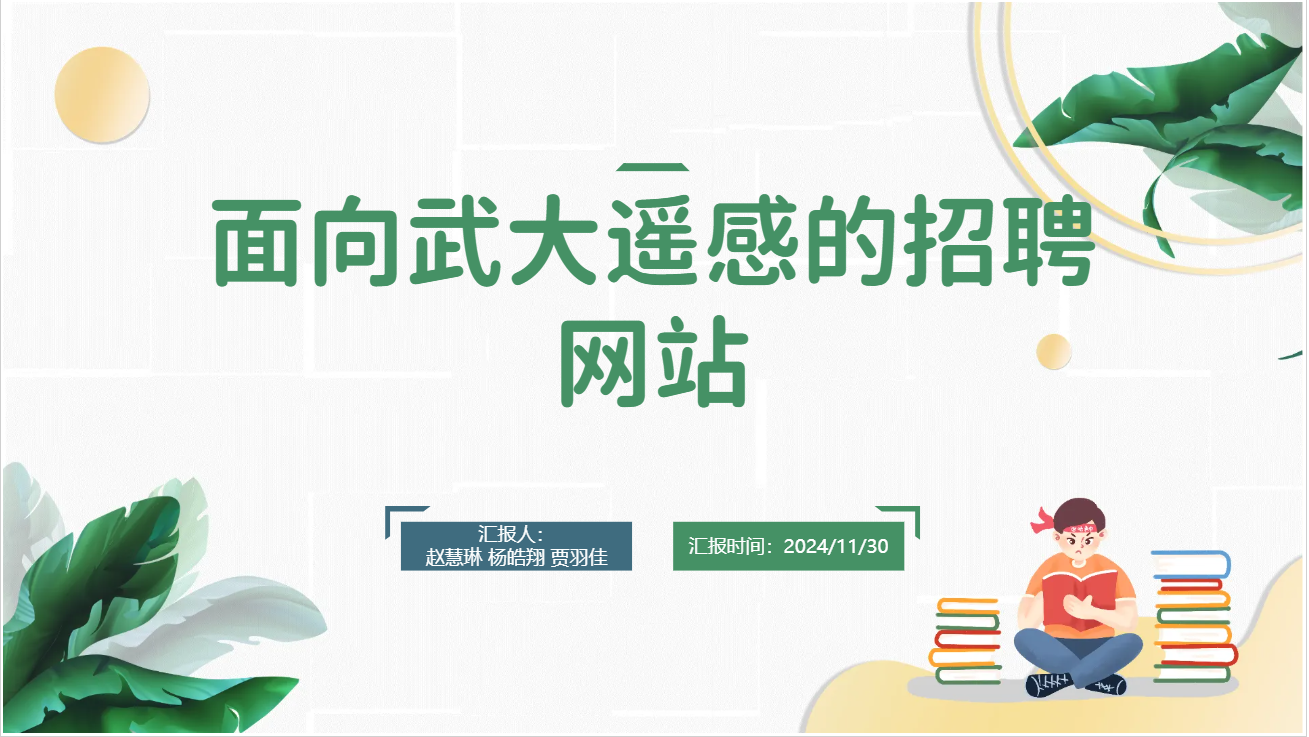 面向武大遥感的招聘
网站
汇报人：
赵慧琳 杨皓翔 贾羽佳
汇报时间：2024/11/30